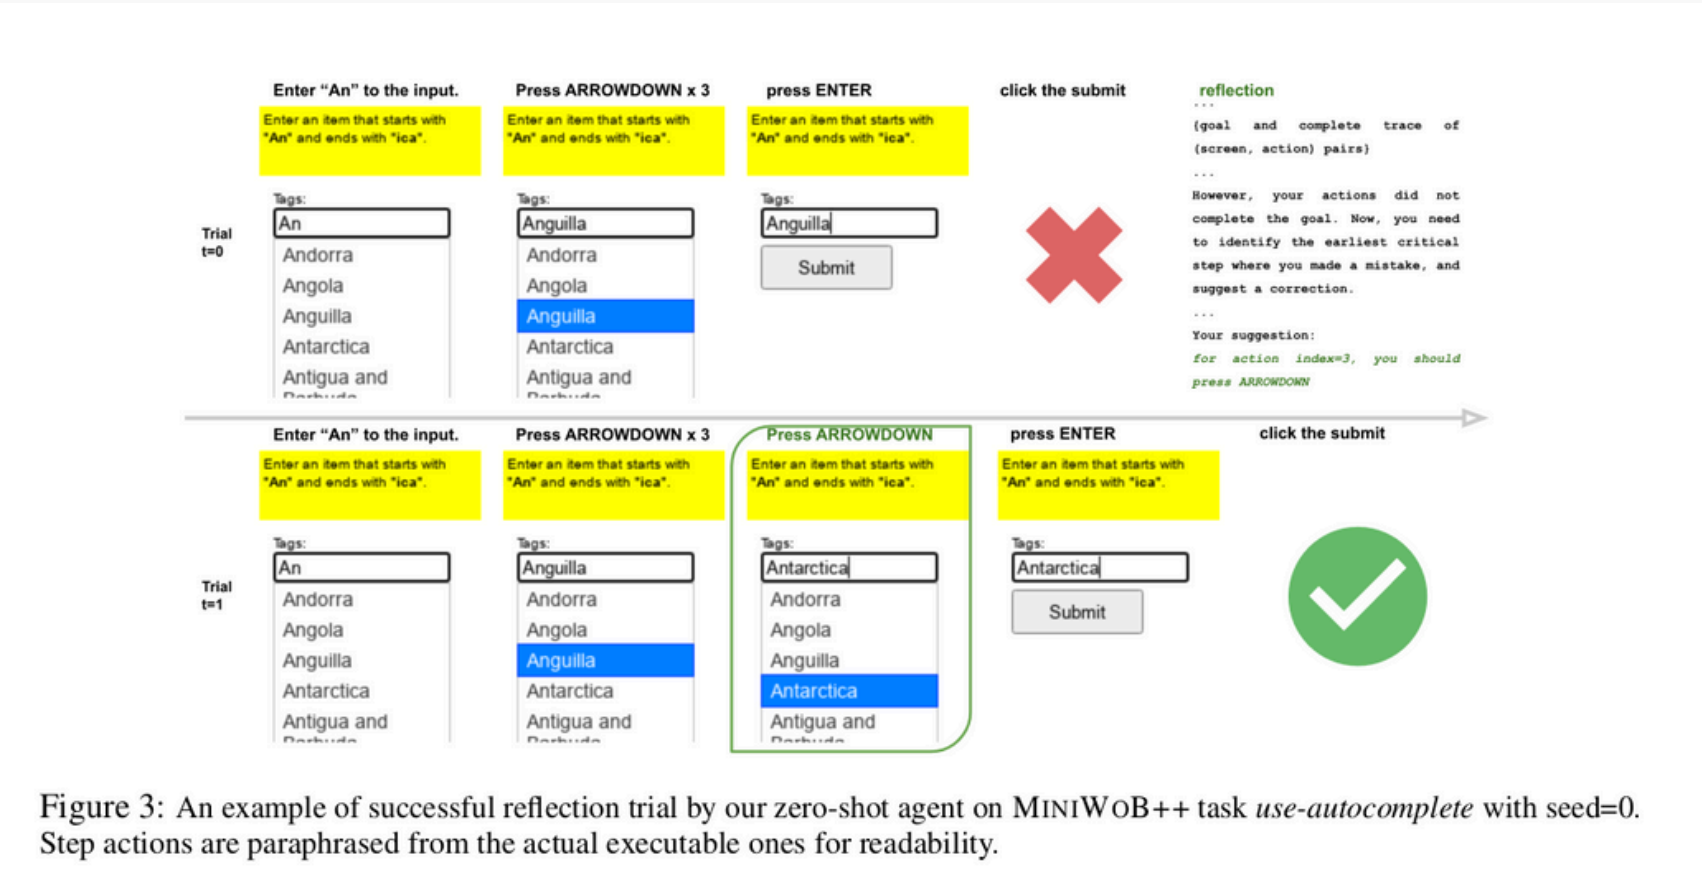 Enter “An” to the input.
Press ARROWDOWN x 3
press ENTER
click the submit
reflection
Enter an item that starts with
"An" and ends with "ica".
Enter an item that starts with
"An" and ends with "ica".
Enter an item that starts with
"An" and ends with "ica".
Trial
t=0
Tags:
An
Andorra
Angola
Anguilla
Antarctica
Antigua and
Barbuda
Tags:
Anguilla
Andorra
Angola
Anguilla
Antarctica
Antigua and
Barbuda
Tags:
Anguilla
Submit
...
(goal and complete trace of
(screen, action) pairs)
...
However, your actions did not
complete the goal. Now, you need
to identify the earliest critical
step where you made a mistake, and
suggest a correction.
...
Your suggestion:
for action index=3, you should
press ARROWDOWN
Enter “An” to the input.
Press ARROWDOWN x 3
Press ARROWDOWN
press ENTER
click the submit
Enter an item that starts with
"An" and ends with "ica".
Enter an item that starts with
"An" and ends with "ica".
Enter an item that starts with
"An" and ends with "ica".
Enter an item that starts with
"An" and ends with "ica".
Trial
t=1
Tags:
An
Andorra
Angola
Anguilla
Antarctica
Antigua and
Barbuda
Tags:
Anguilla
Andorra
Angola
Anguilla
Antarctica
Antigua and
Barbuda
Tags:
Antarctica
Andorra
Angola
Anguilla
Antarctica
Antigua and
Barbuda
Tags:
Antarctica
Submit
Figure 3: An example of successful reflection trial by our zero-shot agent on MINIWOB++ task use-autocomplete with seed=0.
Step actions are paraphrased from the actual executable ones for readability.